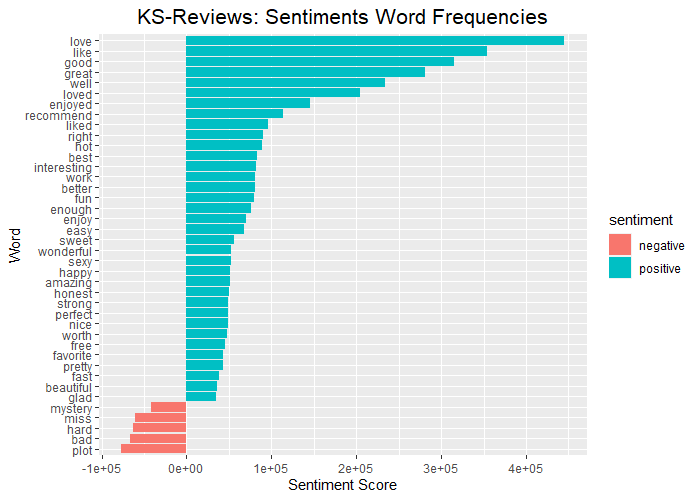 KS-Reviews: Sentiments Word Frequencies
love
like
good
great
well
loved
enjoyed
recommend
liked
right
hot
best
interesting
work
better
fun
enough
enjoy
easy
sweet
wonderful
sexy
happy
amazing
honest
strong
perfect
nice
worth
free
favorite
pretty
fast
beautiful
glad
mystery
miss
hard
bad
plot
Word
-1e+05 0e+00 1e+05 2e+05 3e+05 4e+05
Sentiment Score
sentiment
negative
positive